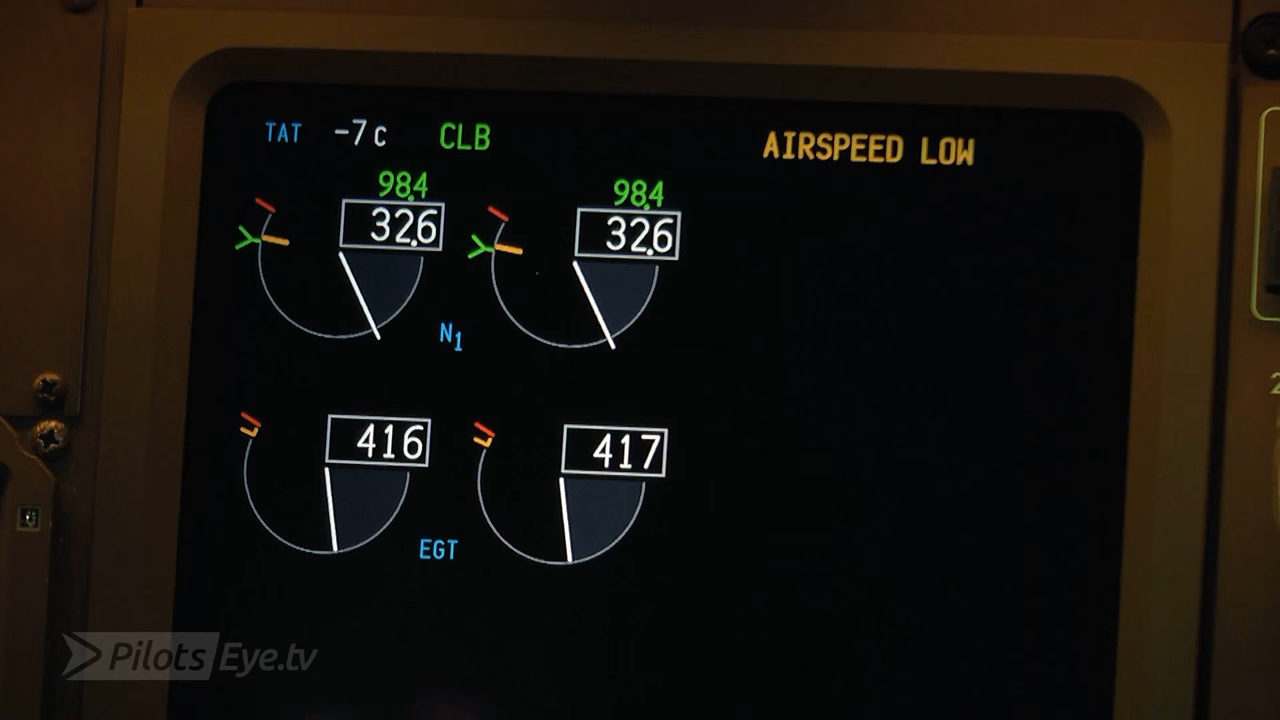 TAT -7c CLB AIRSPEED LOW
98.4 98.4
32.6 32.6
N1
416 417
EGT
PilotsEye.tv